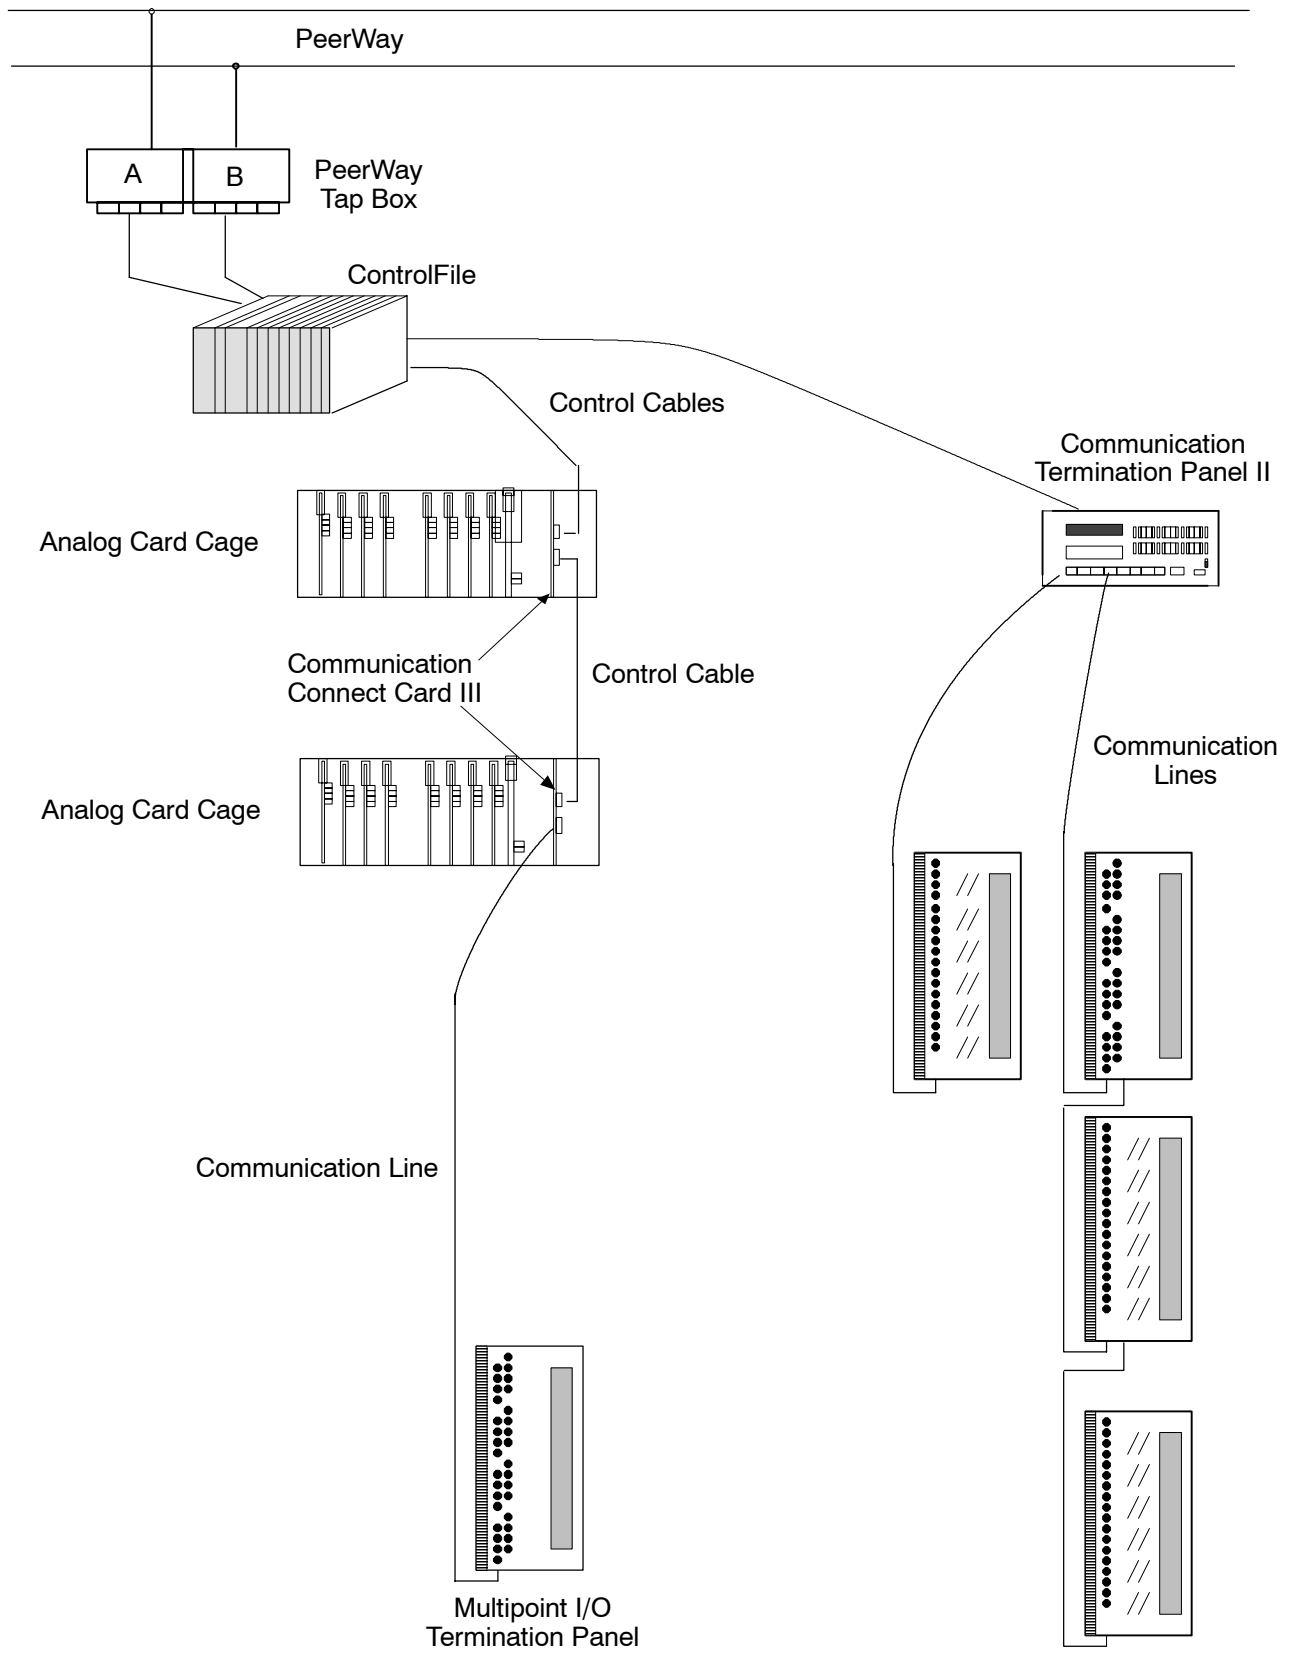 PeerWay
A
B
PeerWay
Tap Box
ControlFile
Control Cables
Communication
Termination Panel II
Analog Card Cage
Communication
Connect Card III
Control Cable
Communication
Lines
Analog Card Cage
Communication Line
Multipoint I/O
Termination Panel